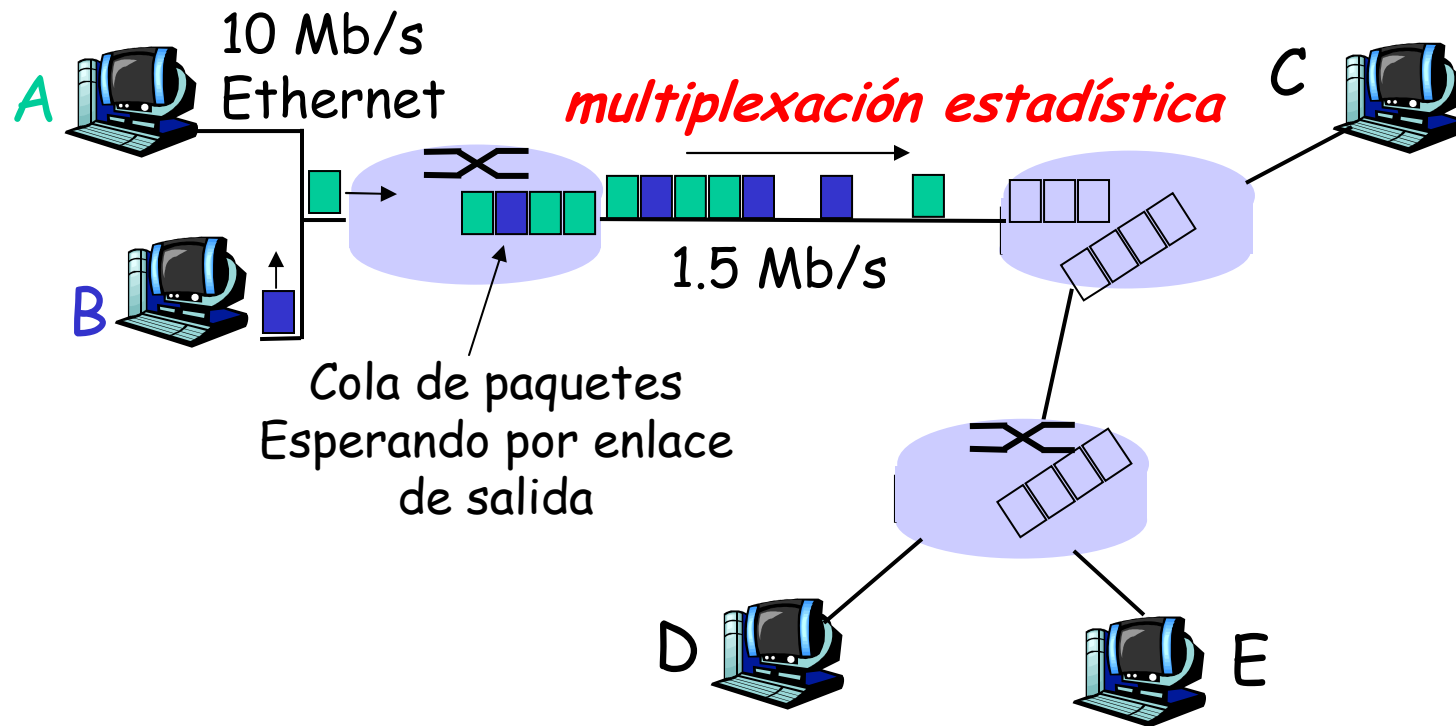 10 Mb/s
Ethernet
A
multiplexación estadística
C
1.5 Mb/s
B
Cola de paquetes
Esperando por enlace
de salida
D
E